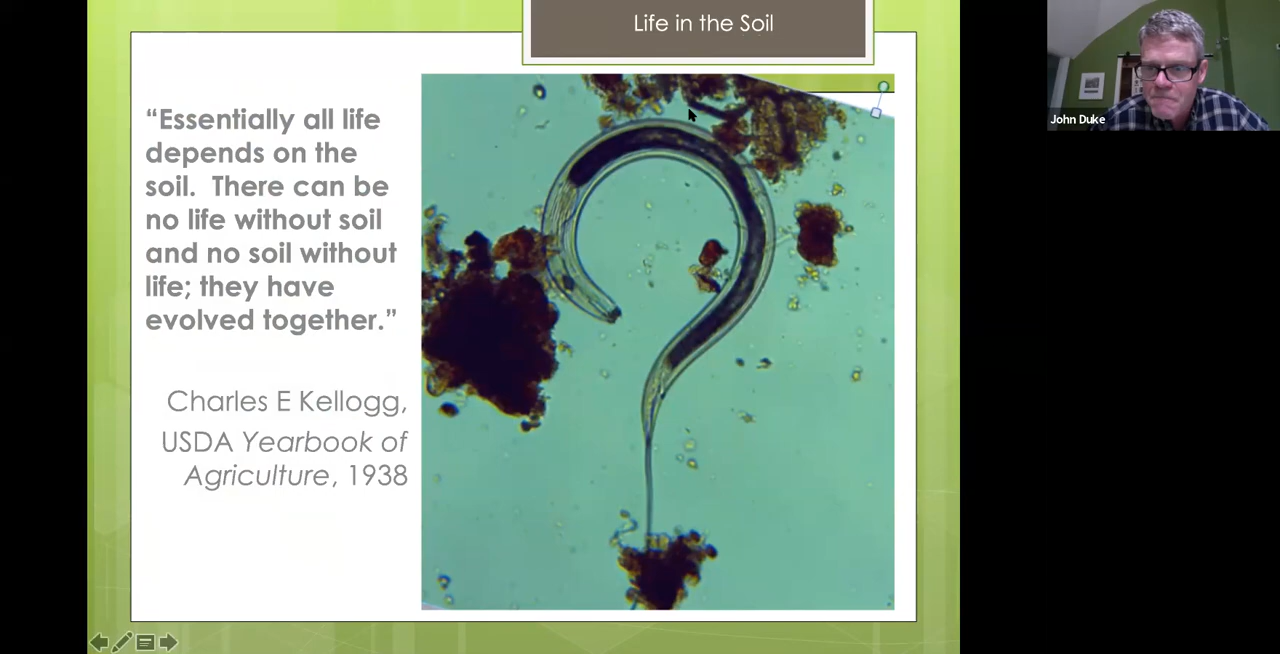 Life in the Soil
“Essentially all life
depends on the
soil.  There can be
no life without soil
and no soil without
life; they have
evolved together.”
Charles E Kellogg,
USDA Yearbook of
Agriculture, 1938
John Duke